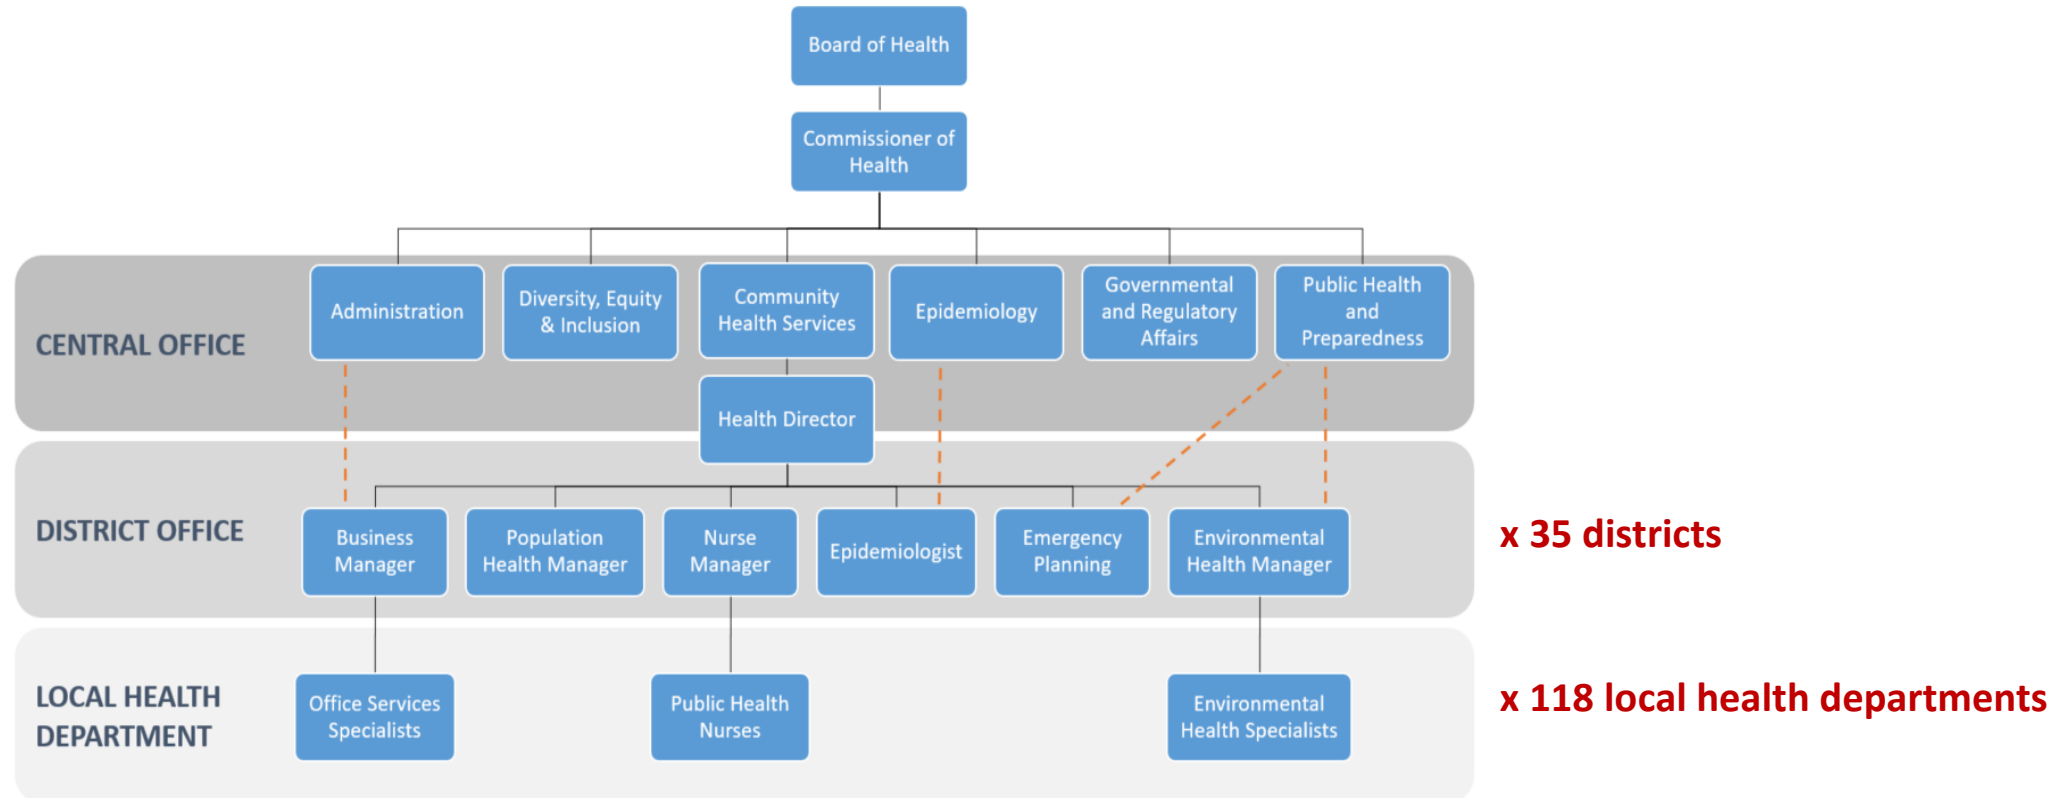 Board of Health
Commissioner of
Health
CENTRAL OFFICE
Administration
Diversity, Equity
& Inclusion
Community
Health Services
Epidemiology
Governmental
and Regulatory
Affairs
Public Health
and
Preparedness
Health Director
DISTRICT OFFICE
Business
Manager
Population
Health Manager
Nurse
Manager
Epidemiologist
Emergency
Planning
Environmental
Health Manager
x 35 districts
LOCAL HEALTH
DEPARTMENT
Office Services
Specialists
Public Health
Nurses
Environmental
Health Specialists
x 118 local health departments